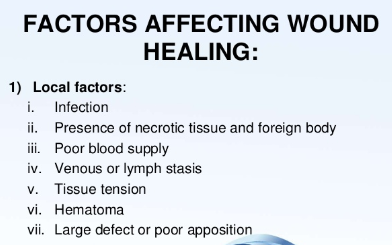 FACTORS AFFECTING WOUND
HEALING:
1) Local factors:
i. Infection
ii. Presence of necrotic tissue and foreign body
iii. Poor blood supply
iv. Venous or lymph stasis
v. Tissue tension
vi. Hematoma
vii. Large defect or poor apposition